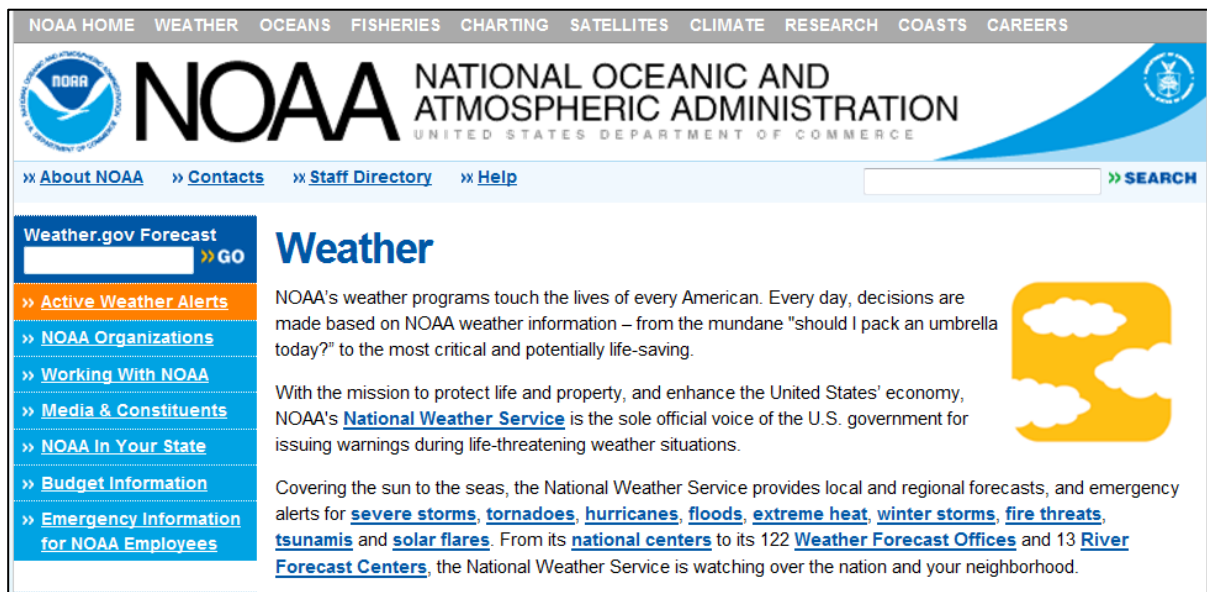 NOAA HOME WEATHER OCEANS FISHERIES CHARTING SATELLITES CLIMATE RESEARCH COASTS CAREERS
NATIONAL OCEANIC AND ATMOSPHERIC ADMINISTRATION
U.S. DEPARTMENT OF COMMERCE
NOAA
NOAA
NATIONAL OCEANIC AND
ATMOSPHERIC ADMINISTRATION
UNITED STATES DEPARTMENT OF COMMERCE
» About NOAA » Contacts » Staff Directory » Help
» SEARCH
Weather.gov Forecast
» GO
» Active Weather Alerts
» NOAA Organizations
» Working With NOAA
» Media & Constituents
» NOAA In Your State
» Budget Information
» Emergency Information
for NOAA Employees
Weather
NOAA's weather programs touch the lives of every American. Every day, decisions are
made based on NOAA weather information – from the mundane "should I pack an umbrella
today?" to the most critical and potentially life-saving.
With the mission to protect life and property, and enhance the United States' economy,
NOAA's National Weather Service is the sole official voice of the U.S. government for
issuing warnings during life-threatening weather situations.
Covering the sun to the seas, the National Weather Service provides local and regional forecasts, and emergency
alerts for severe storms, tornadoes, hurricanes, floods, extreme heat, winter storms, fire threats,
tsunamis and solar flares. From its national centers to its 122 Weather Forecast Offices and 13 River
Forecast Centers, the National Weather Service is watching over the nation and your neighborhood.